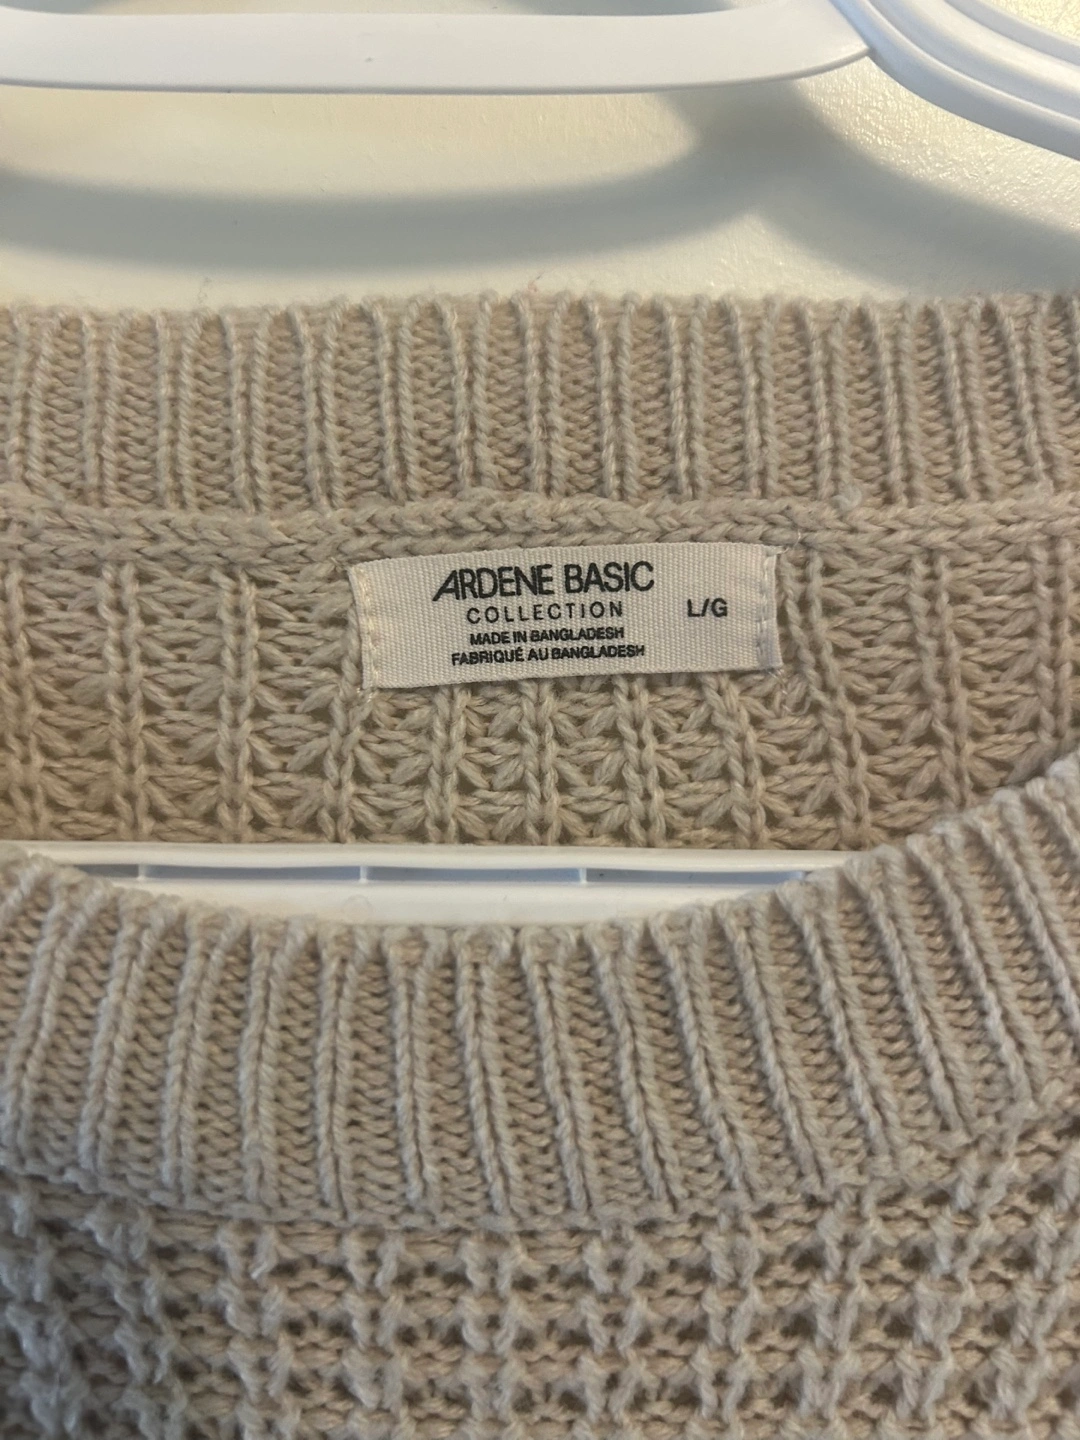 ARDENE BASIC
COLLECTION
L/G
MADE IN BANGLADESH
FABRIQUÉ AU BANGLADESH